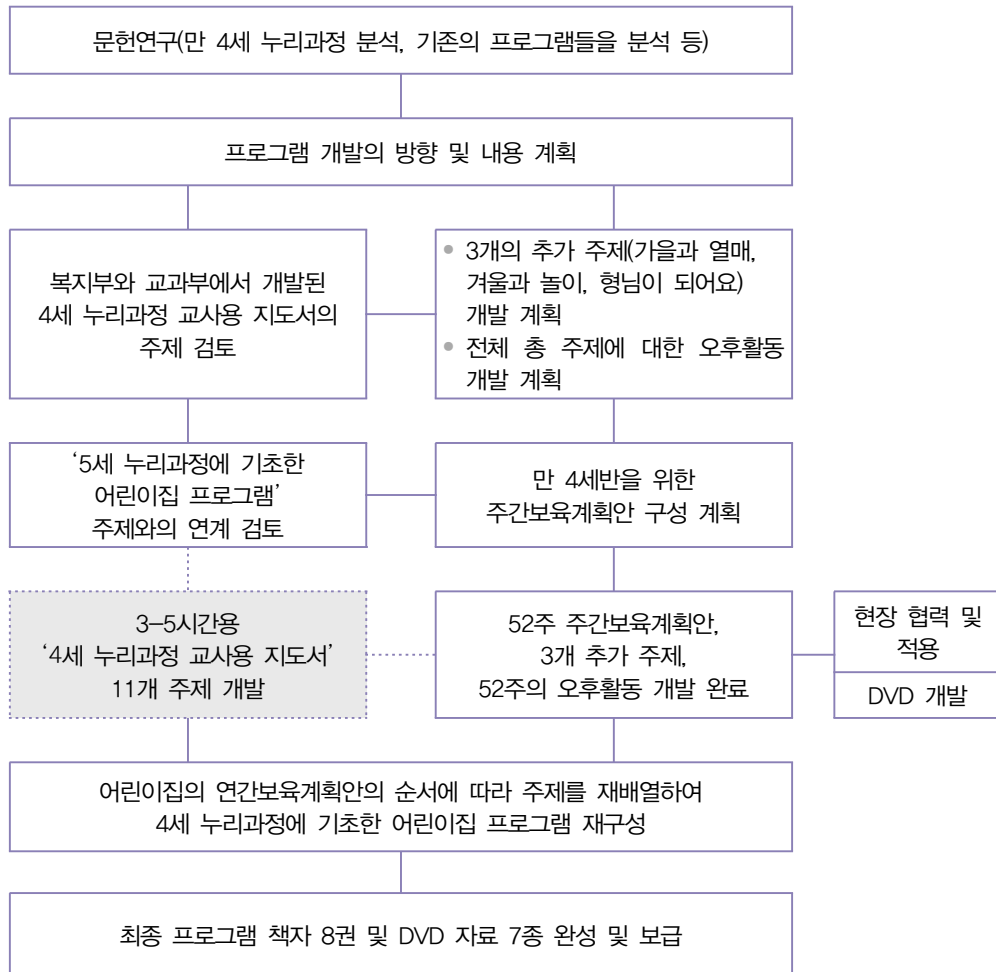 문헌연구(만 4세 누리과정 분석, 기존의 프로그램들을 분석 등)
프로그램 개발의 방향 및 내용 계획
복지부와 교과부에서 개발된
4세 누리과정 교사용 지도서의
주제 검토
• 3개의 추가 주제(가을과 열매,
겨울과 놀이, 형님이 되어요)
개발 계획
• 전체 총 주제에 대한 오후활동
개발 계획
‘5세 누리과정에 기초한
어린이집 프로그램’
주제와의 연계 검토
만 4세반을 위한
주간보육계획안 구성 계획
3-5시간용
‘4세 누리과정 교사용 지도서’
11개 주제 개발
52주 주간보육계획안,
3개 추가 주제,
52주의 오후활동 개발 완료
현장 협력 및
적용
DVD 개발
어린이집의 연간보육계획안의 순서에 따라 주제를 재배열하여
4세 누리과정에 기초한 어린이집 프로그램 재구성
최종 프로그램 책자 8권 및 DVD 자료 7종 완성 및 보급